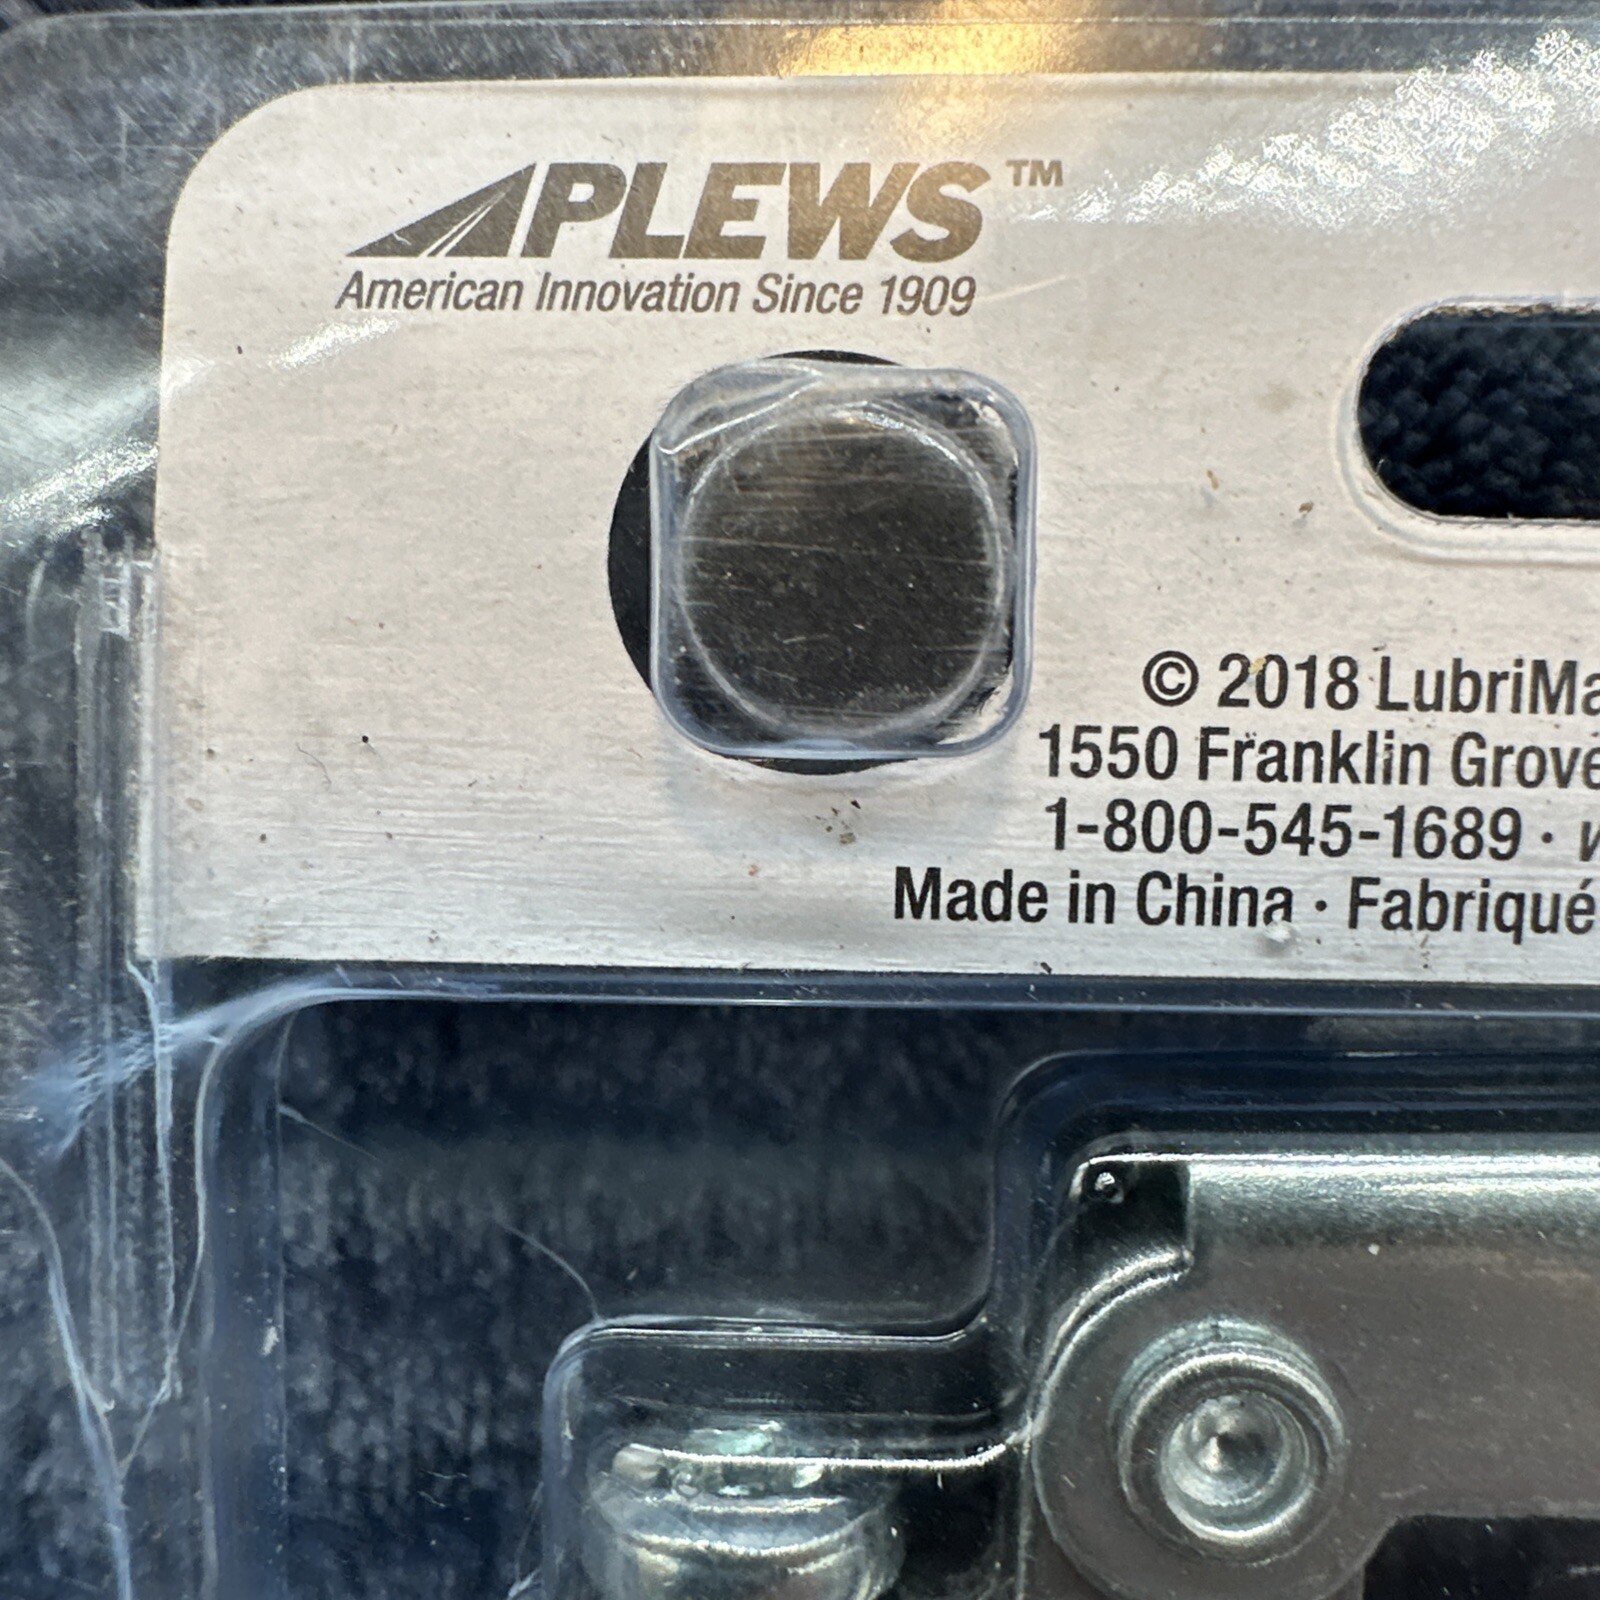 PLEWS™
American Innovation Since 1909
© 2018 LubriMa
1550 Franklin Grove
1-800-545-1689 ·
Made in China · Fabriqué